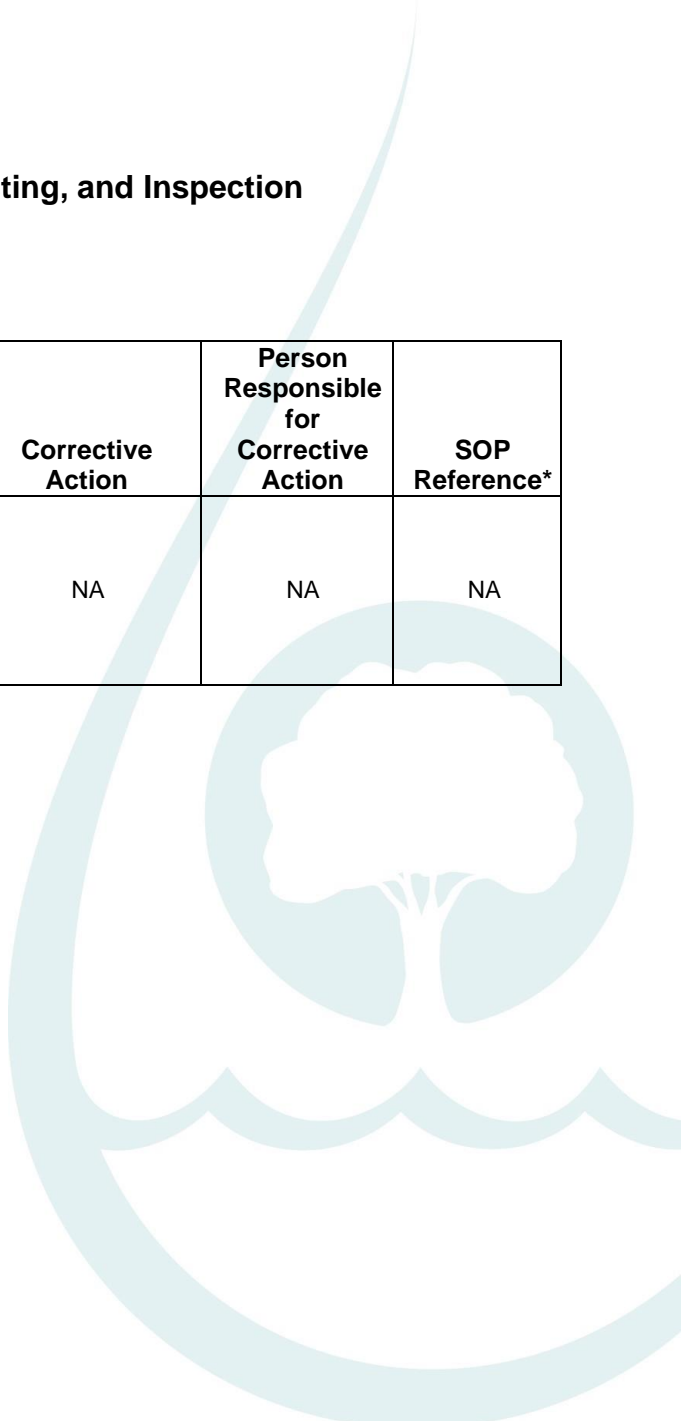 ting, and Inspection
Person
Responsible
for
Corrective
Action
Corrective
Action
SOP
Reference*
NA
NA
NA